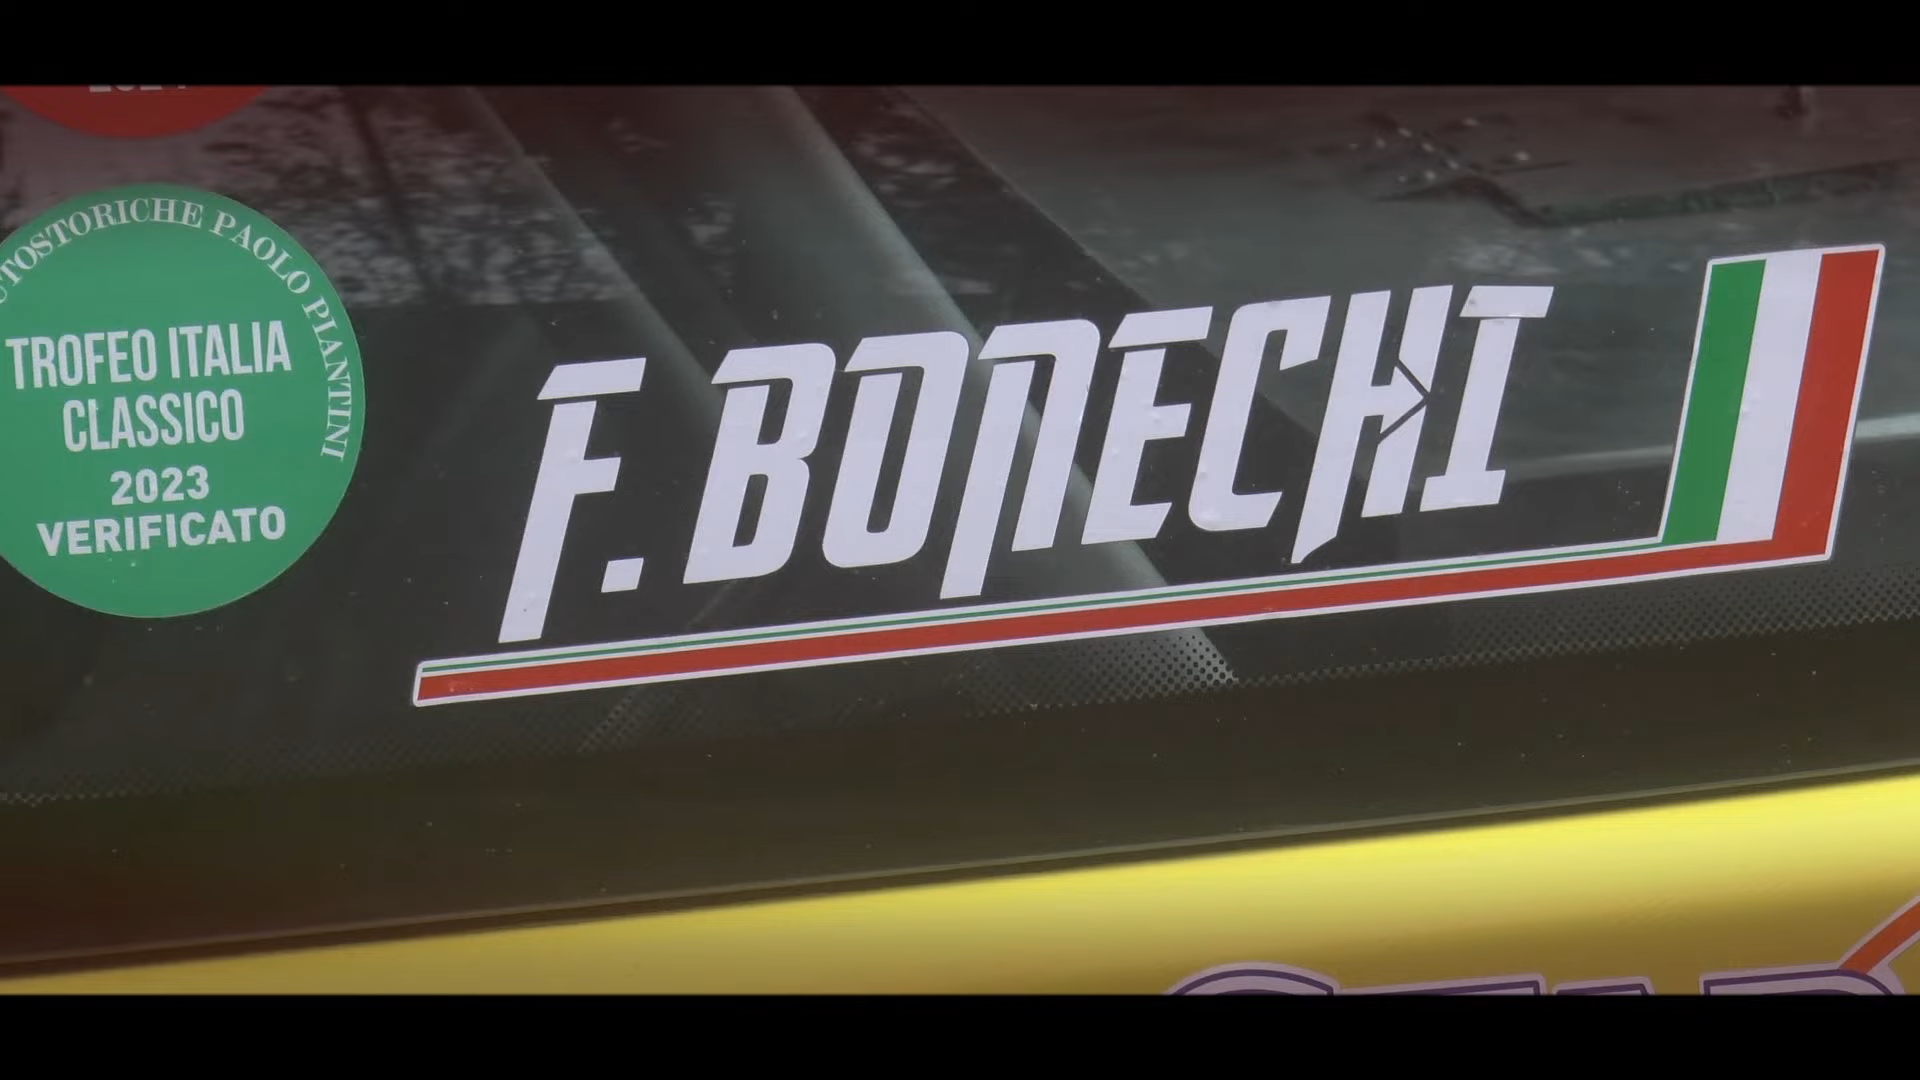 AUTOSTORICHE PAOLO PIANTINI
TROFEO ITALIA
CLASSICO
2023
VERIFICATO
F. BONECHI